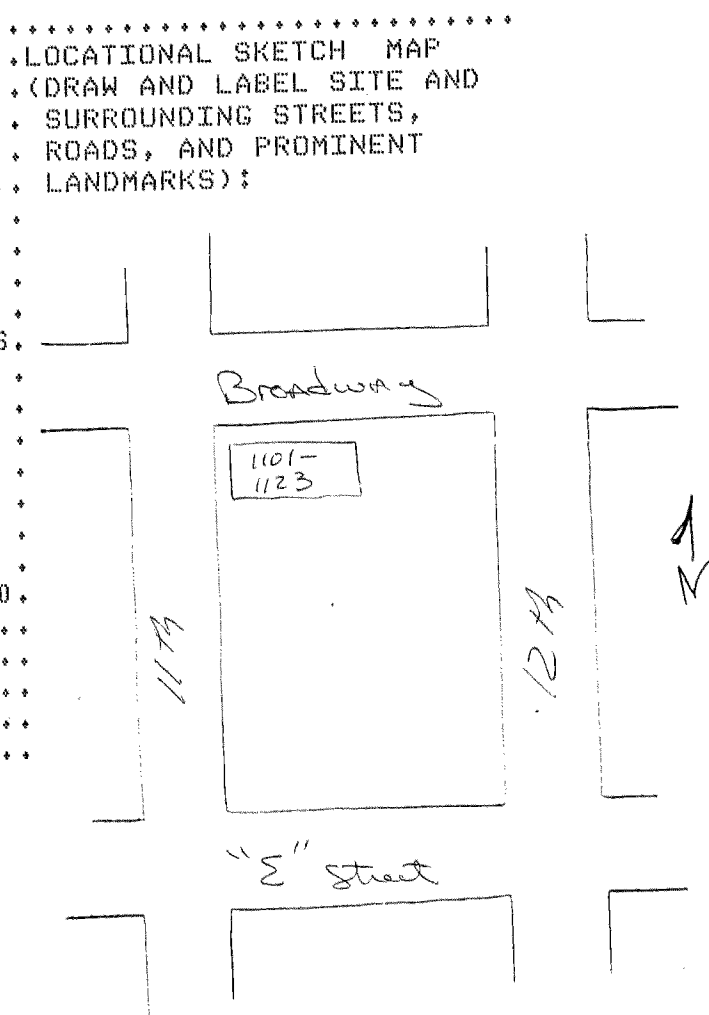 .LOCATIONAL SKETCH MAP
.(DRAW AND LABEL SITE AND
. SURROUNDING STREETS,
. ROADS, AND PROMINENT
. LANDMARKS):
Broadway
1101-
1123
11th
12th
N
"E" Street